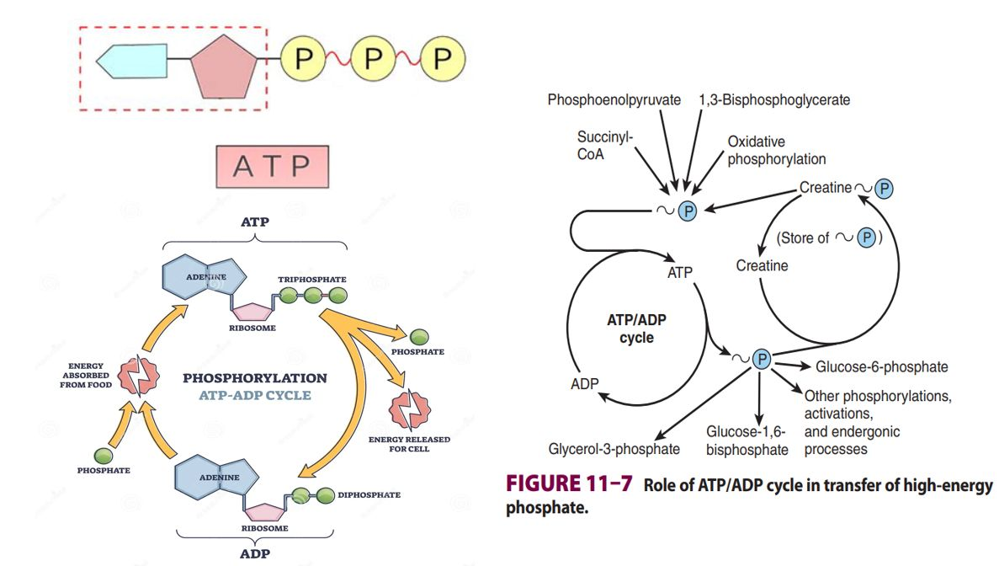 P P P
ATP
ATP
ADENINE
TRIPHOSPHATE
RIBOSOME
PHOSPHATE
ENERGY
ABSORBED
FROM FOOD
PHOSPHORYLATION
ATP-ADP CYCLE
ENERGY RELEASED
FOR CELL
PHOSPHATE
ADENINE
DIPHOSPHATE
RIBOSOME
ADP
Phosphoenolpyruvate
1,3-Bisphosphoglycerate
Succinyl-
CoA
Oxidative
phosphorylation
Creatine ~ P
~ P
(Store of ~ P)
Creatine
ATP
ATP/ADP
cycle
~ P
ADP
Glucose-6-phosphate
Other phosphorylations,
activations,
and endergonic
processes
Glucose-1,6-
bisphosphate
Glycerol-3-phosphate
FIGURE 11–7 Role of ATP/ADP cycle in transfer of high-energy
phosphate.